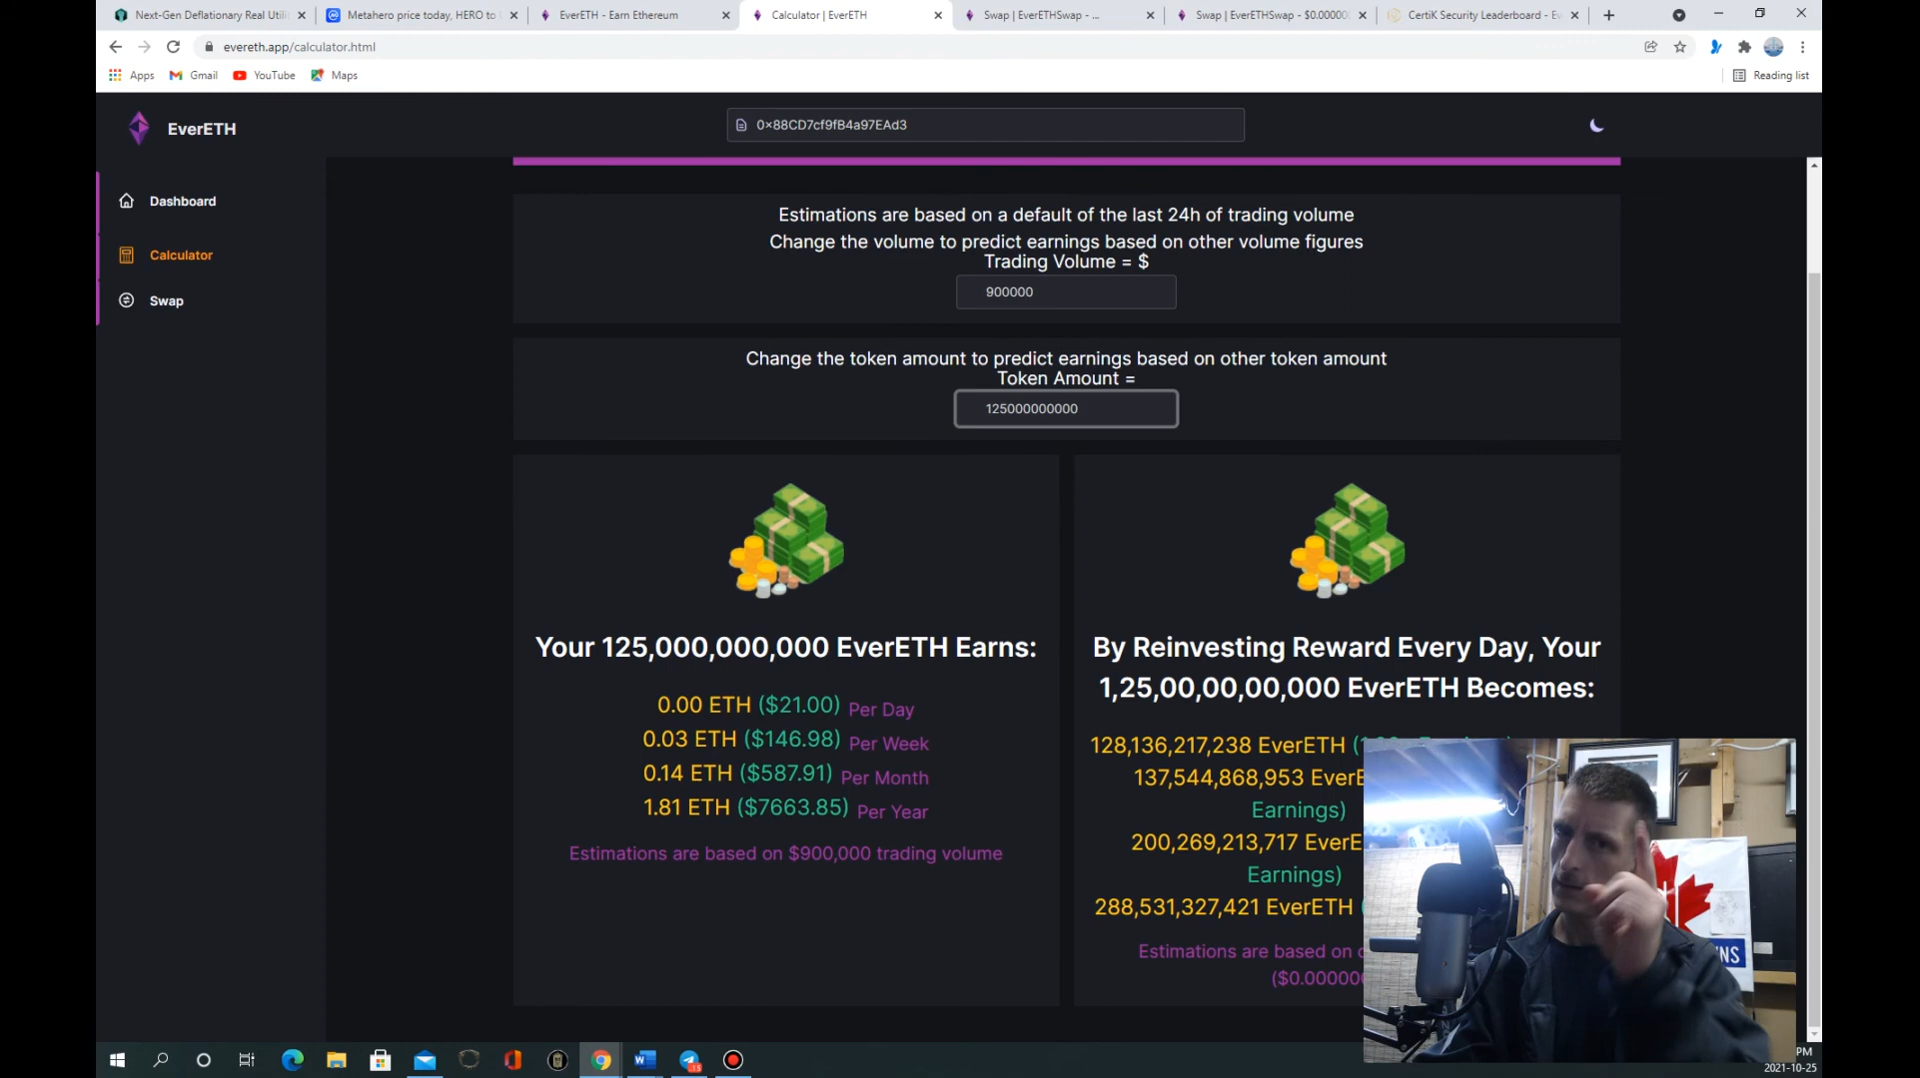 Next-Gen Deflationary Real Utili
Metahero price today, HERO to
EverETH - Earn Ethereum
Calculator | EverETH
Swap | EverETHSwap - ...
Swap | EverETHSwap - $0.00000
CertiK Security Leaderboard - Ev
evereth.app/calculator.html
Apps
Gmail
YouTube
Maps
Reading list
EverETH
0×88CD7cf9fB4a97EAd3
Dashboard
Calculator
Swap
Estimations are based on a default of the last 24h of trading volume
Change the volume to predict earnings based on other volume figures
Trading Volume = $
900000
Change the token amount to predict earnings based on other token amount
Token Amount =
125000000000
Your 125,000,000,000 EverETH Earns:
0.00 ETH ($21.00) Per Day
0.03 ETH ($146.98) Per Week
0.14 ETH ($587.91) Per Month
1.81 ETH ($7663.85) Per Year
Estimations are based on $900,000 trading volume
By Reinvesting Reward Every Day, Your
1,25,00,00,00,000 EverETH Becomes:
128,136,217,238 EverETH
137,544,868,953 EverE
Earnings)
200,269,213,717 EverE
Earnings)
288,531,327,421 EverETH
Estimations are based on
($0.000000
NS
PM
2021-10-25